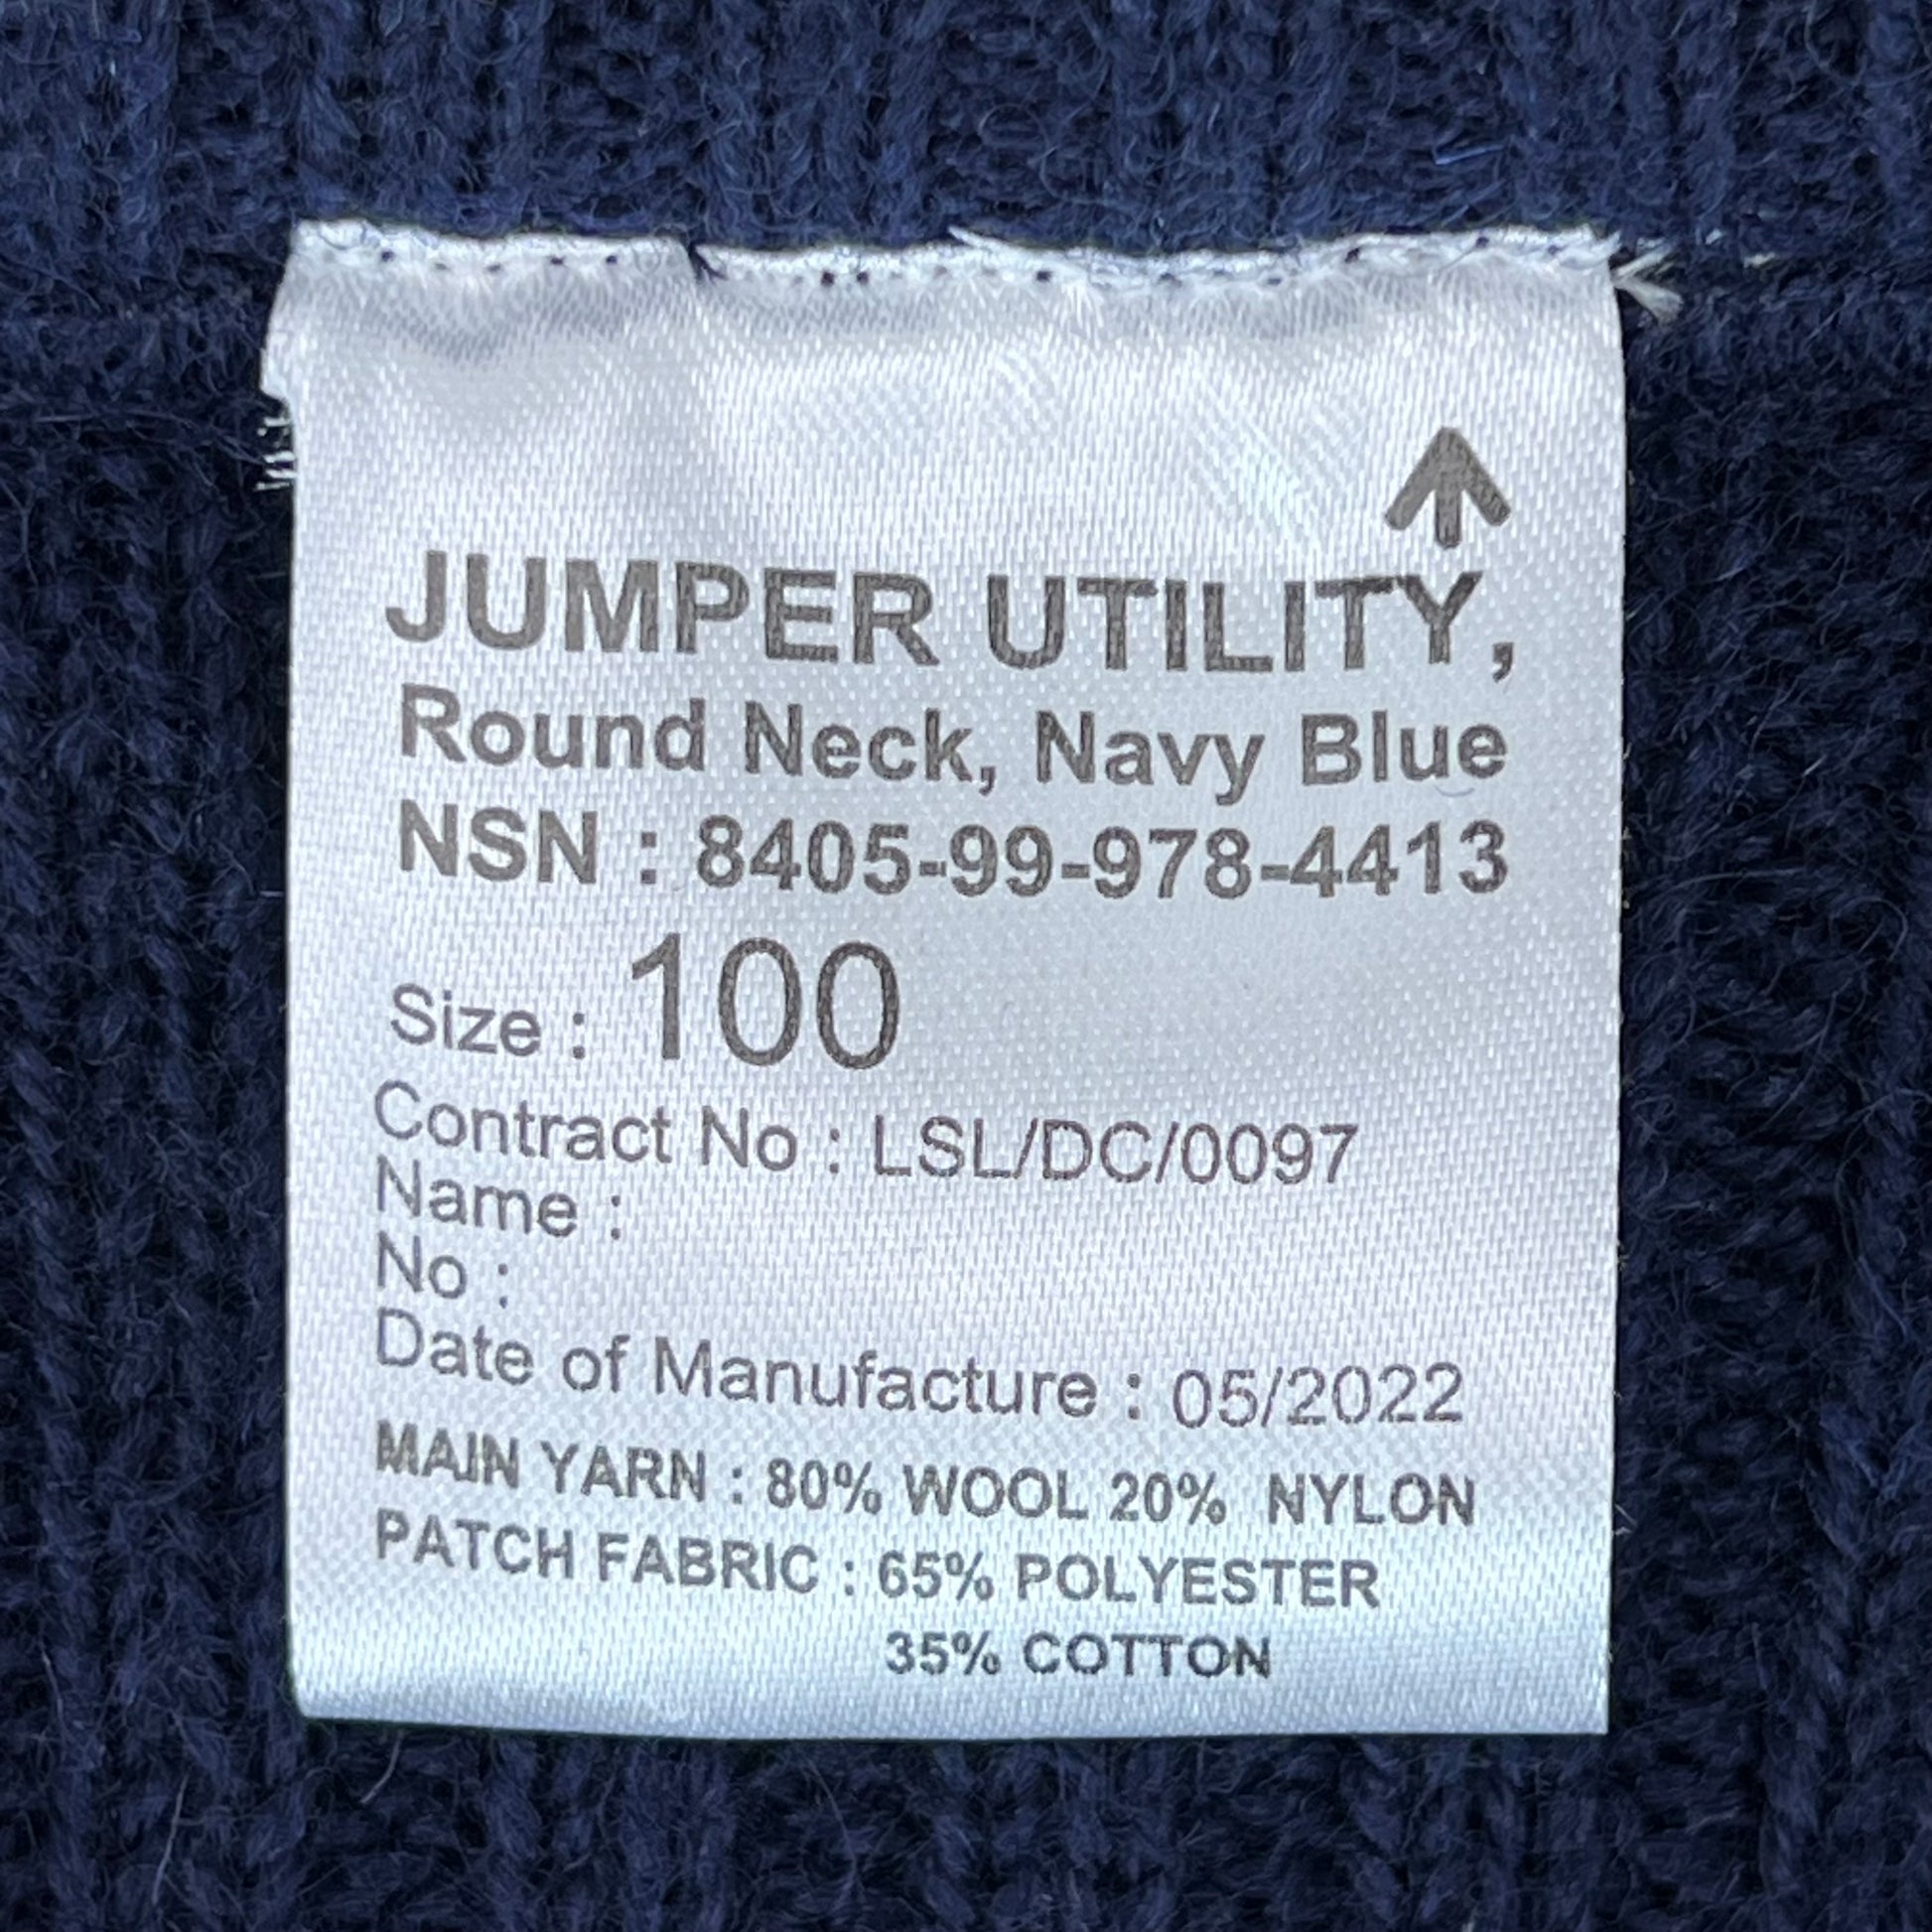 JUMPER UTILITY,
Round Neck, Navy Blue
NSN : 8405-99-978-4413
Size : 100
Contract No : LSL/DC/0097
Name :
No :
Date of Manufacture : 05/2022
MAIN YARN : 80% WOOL 20% NYLON
PATCH FABRIC : 65% POLYESTER
35% COTTON